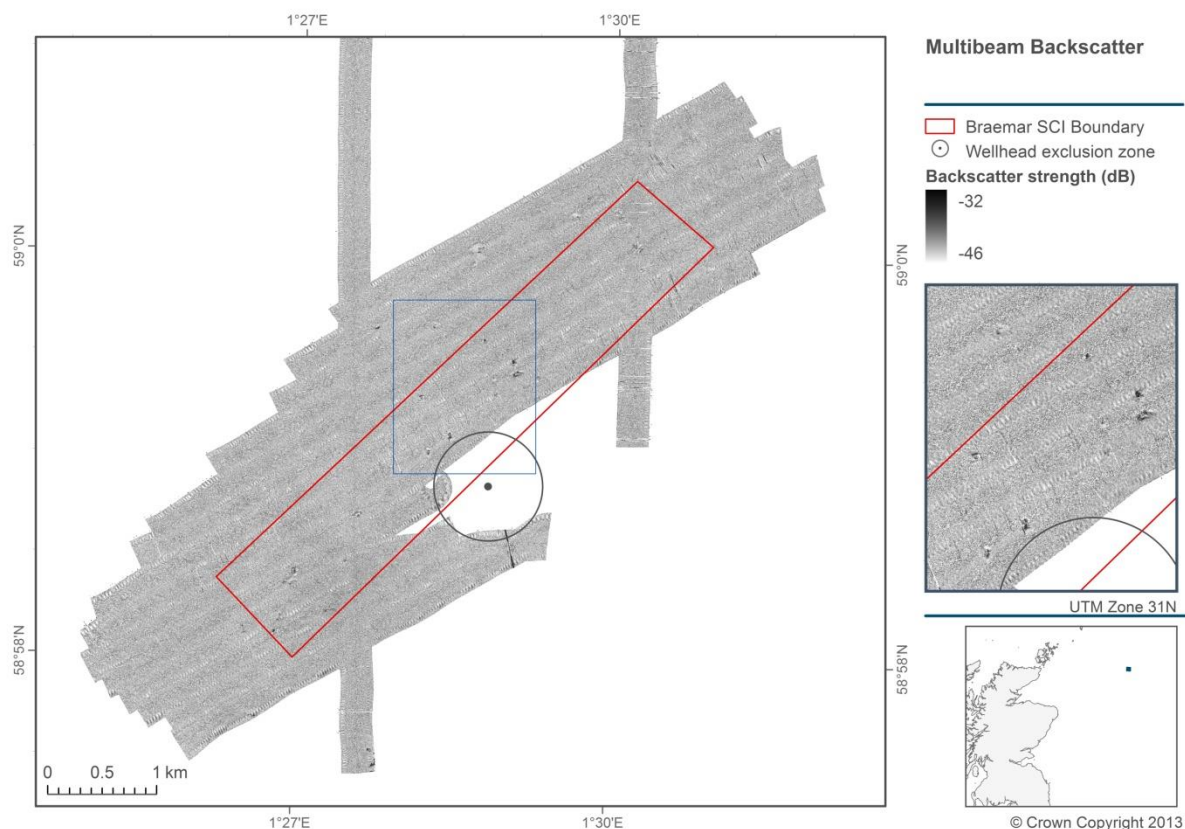 1°27'E
1°30'E
59°0'N
58°58'N
59°0'N
58°58'N
0 0.5 1 km
1°27'E
1°30'E
Multibeam Backscatter
Braemar SCI Boundary
Wellhead exclusion zone
Backscatter strength (dB)
-32
-46
UTM Zone 31N
© Crown Copyright 2013